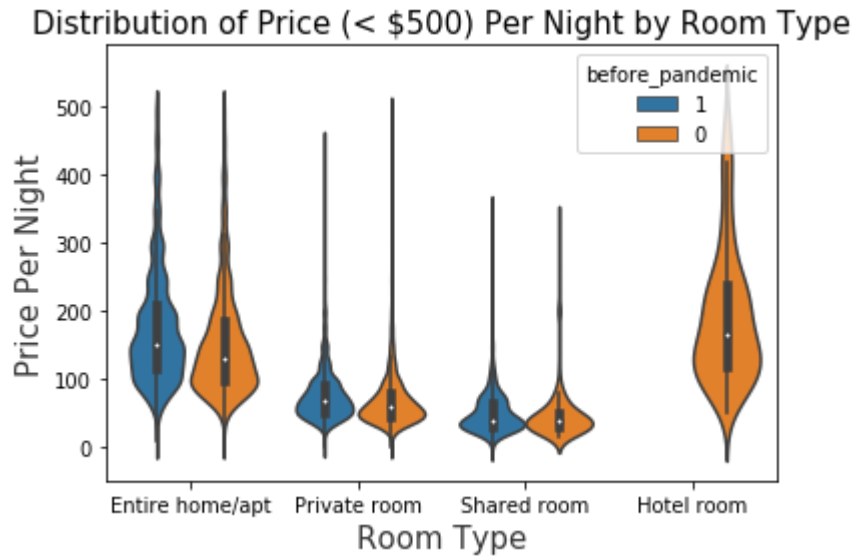 Distribution of Price (< $500) Per Night by Room Type
before_pandemic
1
0
500
400
300
200
100
0
Price Per Night
Entire home/apt Private room Shared room Hotel room
Room Type